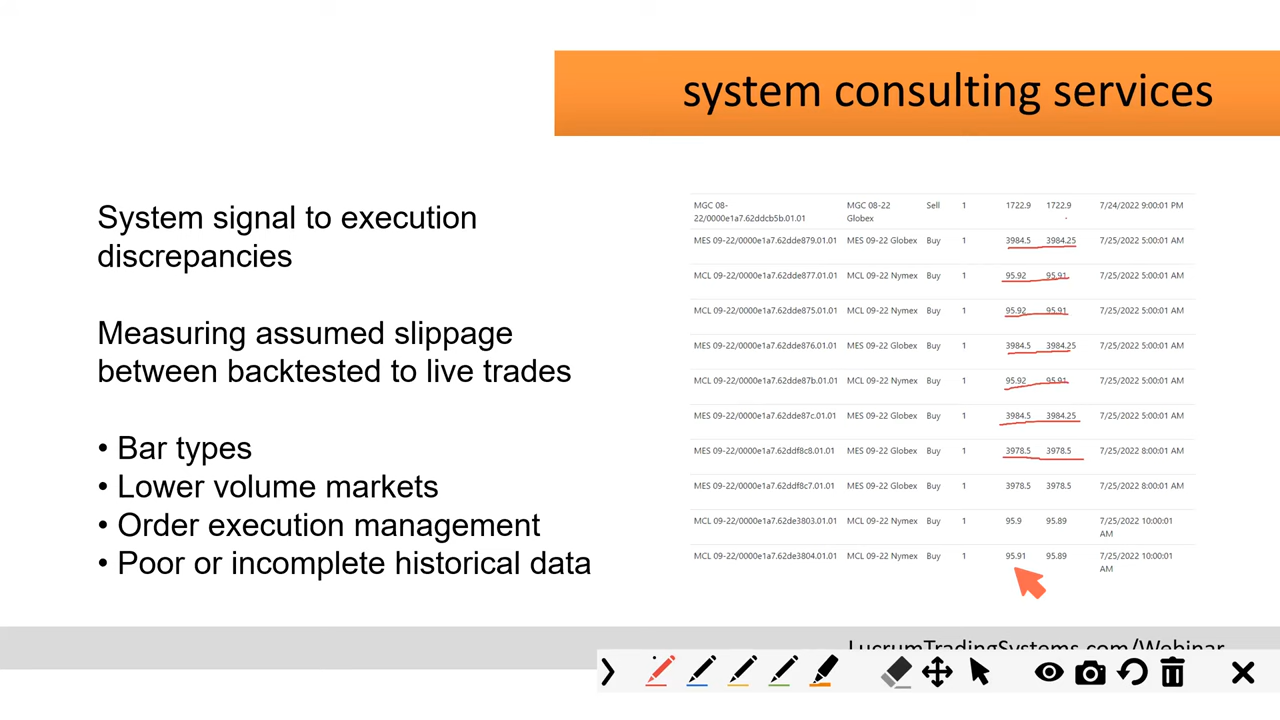 system consulting services
System signal to execution
discrepancies
Measuring assumed slippage
between backtested to live trades
• Bar types
• Lower volume markets
• Order execution management
• Poor or incomplete historical data
MGC 08- MGC 08-22 Sell 1 1722.9 1722.9 7/24/2022 9:00:01 PM
22/0000e1a7.62ddcb5b.01.01 Globex
MES 09-22/0000e1a7.62dde879.01.01 MES 09-22 Globex Buy 1 3984.5 3984.25 7/25/2022 5:00:01 AM
MCL 09-22/0000e1a7.62dde877.01.01 MCL 09-22 Nymex Buy 1 95.92 95.91 7/25/2022 5:00:01 AM
MCL 09-22/0000e1a7.62dde875.01.01 MCL 09-22 Nymex Buy 1 95.92 95.91 7/25/2022 5:00:01 AM
MES 09-22/0000e1a7.62dde876.01.01 MES 09-22 Globex Buy 1 3984.5 3984.25 7/25/2022 5:00:01 AM
MCL 09-22/0000e1a7.62dde87b.01.01 MCL 09-22 Nymex Buy 1 95.92 95.91 7/25/2022 5:00:01 AM
MES 09-22/0000e1a7.62dde87c.01.01 MES 09-22 Globex Buy 1 3984.5 3984.25 7/25/2022 5:00:01 AM
MES 09-22/0000e1a7.62ddf8c8.01.01 MES 09-22 Globex Buy 1 3978.5 3978.5 7/25/2022 8:00:01 AM
MES 09-22/0000e1a7.62ddf8c7.01.01 MES 09-22 Globex Buy 1 3978.5 3978.5 7/25/2022 8:00:01 AM
MCL 09-22/0000e1a7.62de3803.01.01 MCL 09-22 Nymex Buy 1 95.9 95.89 7/25/2022 10:00:01
AM
MCL 09-22/0000e1a7.62de3804.01.01 MCL 09-22 Nymex Buy 1 95.91 95.89 7/25/2022 10:00:01
AM
LucrumTradingSystems.com/Webinar